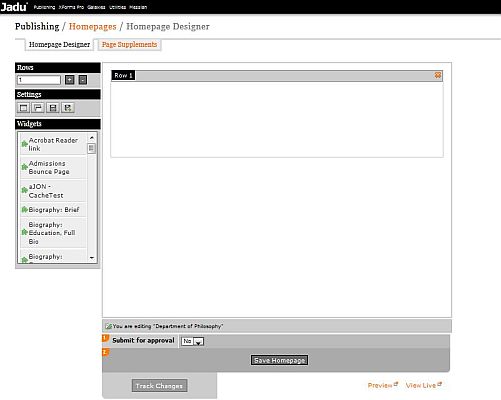 Jadu Publishing XForms Pro Galaxies Utilities Messian
Publishing / Homepages / Homepage Designer
Homepage Designer Page Supplements
Rows
1 + -
Settings
Widgets
Acrobat Reader
link
Admissions
Bounce Page
aJON -
CacheTest
Biography: Brief
Biography:
Education, Full
Bio
Biography:
Row 1
You are editing "Department of Philosophy"
1 Submit for approval No
2 Save Homepage
Track Changes Preview View Live